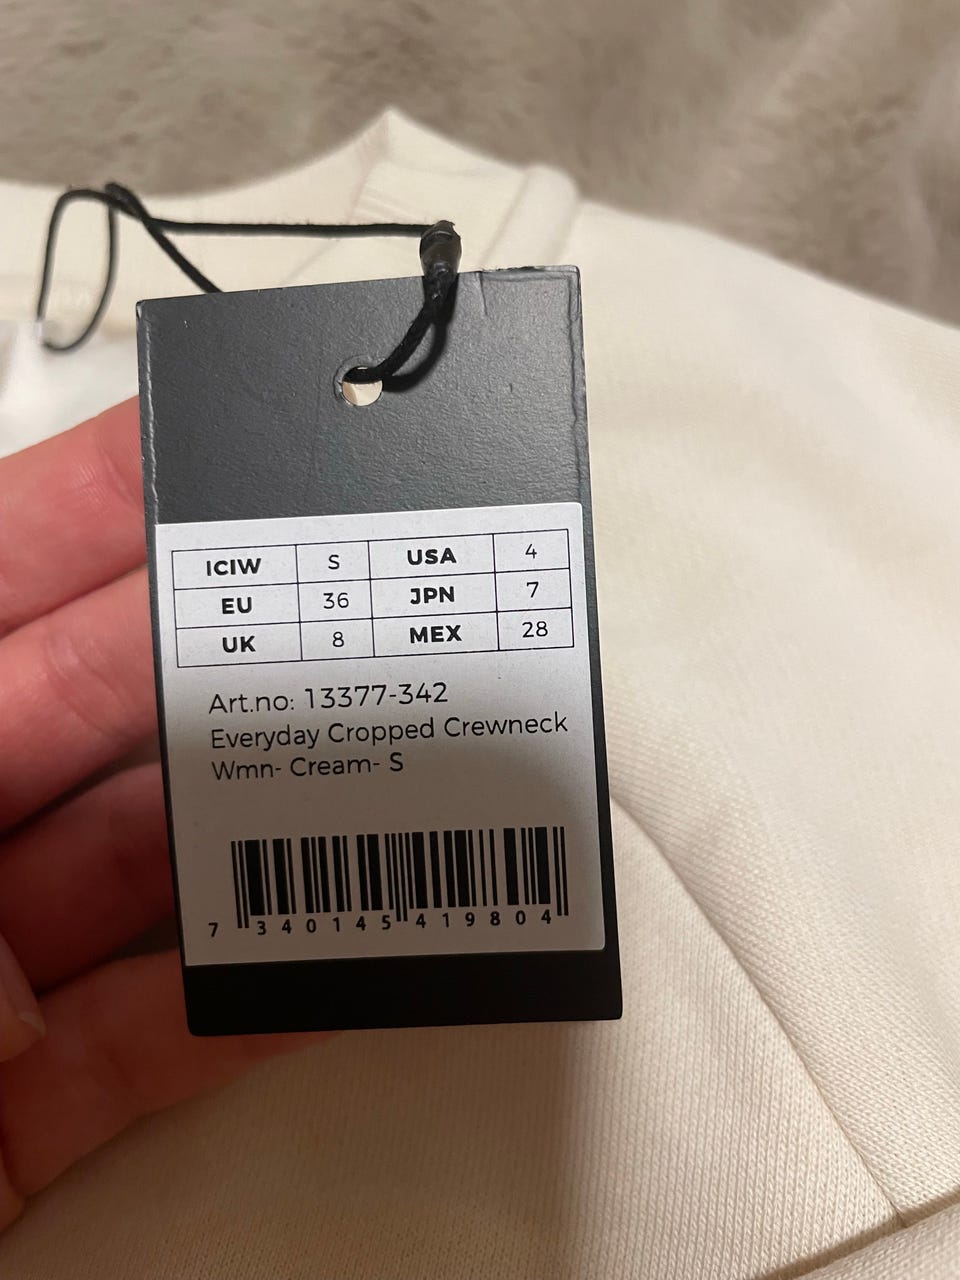 ICIW S USA 4
EU 36 JPN 7
UK 8 MEX 28
Art.no: 13377-342
Everyday Cropped Crewneck
Wmn- Cream- S
7 340145 419804